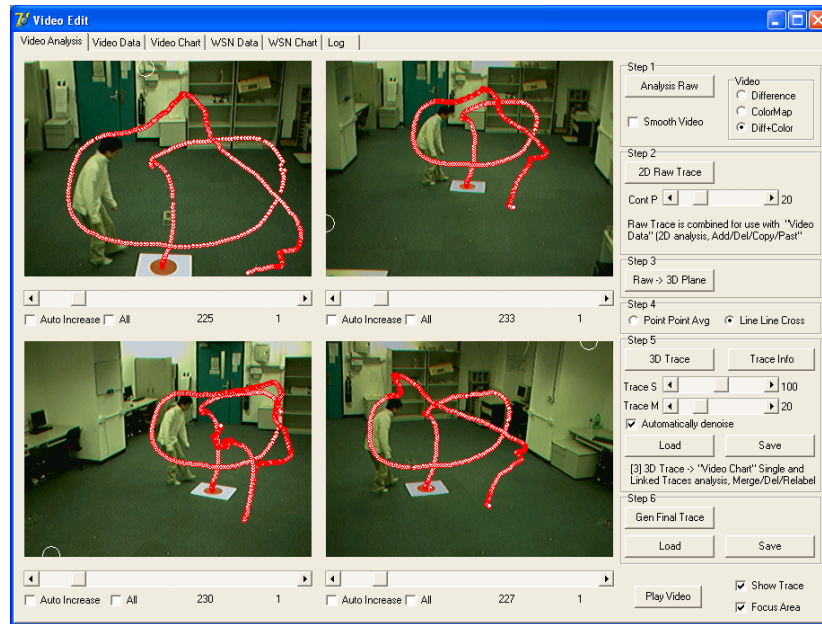 Video Edit
Video Analysis Video Data Video Chart WSN Data WSN Chart Log
Auto Increase All 225 1
Auto Increase All 233 1
Auto Increase All 230 1
Auto Increase All 227 1
Step 1
Analysis Raw
Smooth Video
Video
Difference
ColorMap
Diff+Color
Step 2
2D Raw Trace
Cont P 20
Raw Trace is combined for use with "Video
Data" (2D analysis, Add/Del/Copy/Past"
Step 3
Raw -> 3D Plane
Step 4
Point Point Avg Line Line Cross
Step 5
3D Trace Trace Info
Trace S 100
Trace M 20
Automatically denoise
Load Save
[3] 3D Trace -> "Video Chart" Single and
Linked Traces analysis, Merge/Del/Relabel
Step 6
Gen Final Trace
Load Save
Play Video
Show Trace
Focus Area